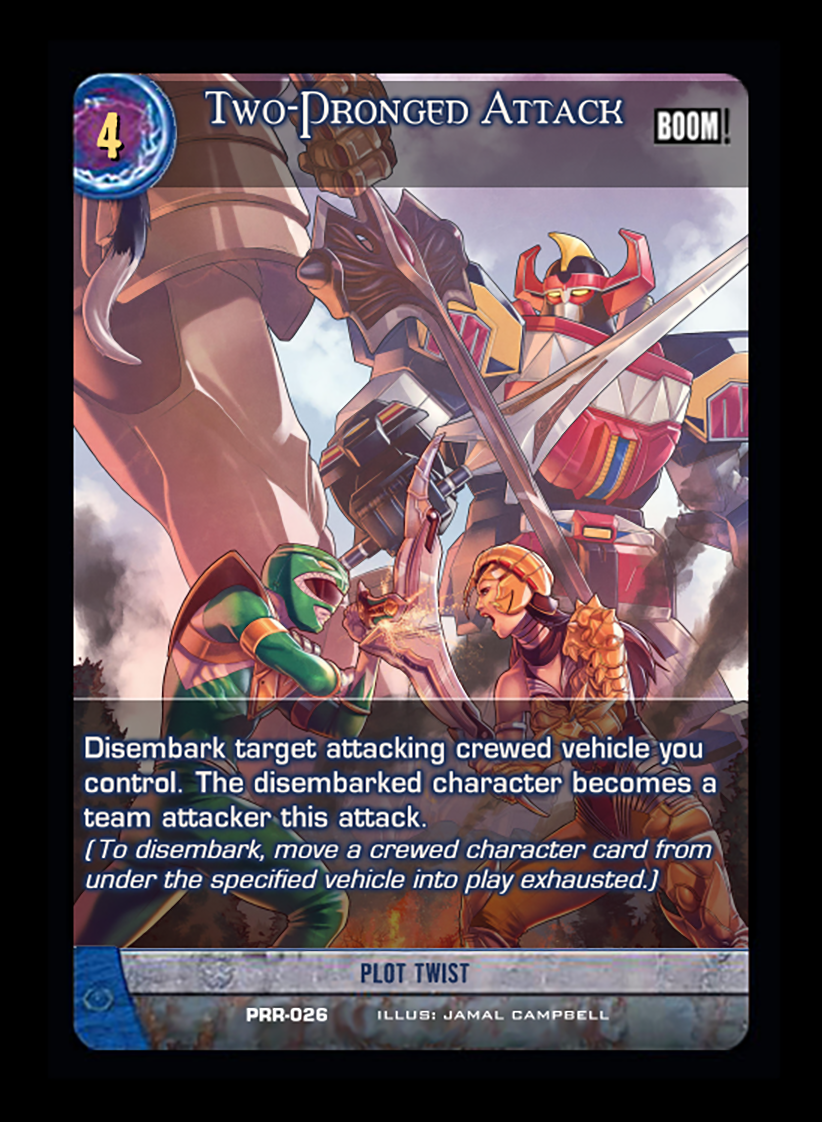 4
Two-Pronged Attack
BOOM!
Disembark target attacking crewed vehicle you
control. The disembarked character becomes a
team attacker this attack.
(To disembark, move a crewed character card from
under the specified vehicle into play exhausted.)
PLOT TWIST
PRR-026 ILLUS: JAMAL CAMPBELL